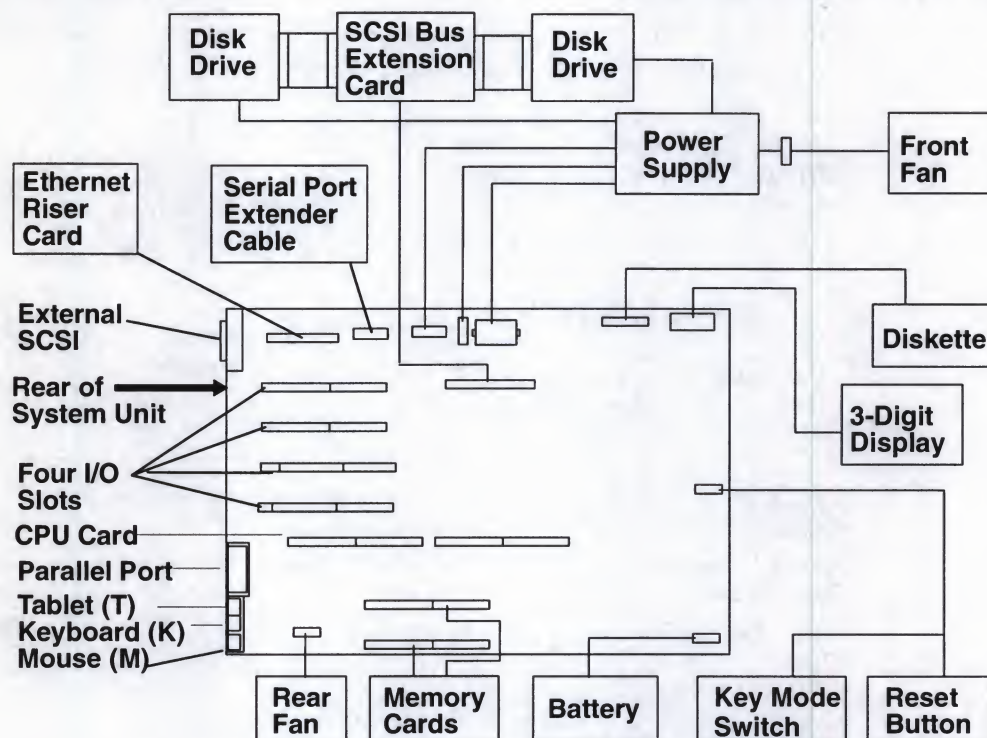 Disk
Drive
SCSI Bus
Extension
Card
Disk
Drive
Power
Supply
Front
Fan
Ethernet
Riser
Card
Serial Port
Extender
Cable
External
SCSI
Diskette
Rear of
System Unit
3-Digit
Display
Four I/O
Slots
CPU Card
Parallel Port
Tablet (T)
Keyboard (K)
Mouse (M)
Rear
Fan
Memory
Cards
Battery
Key Mode
Switch
Reset
Button